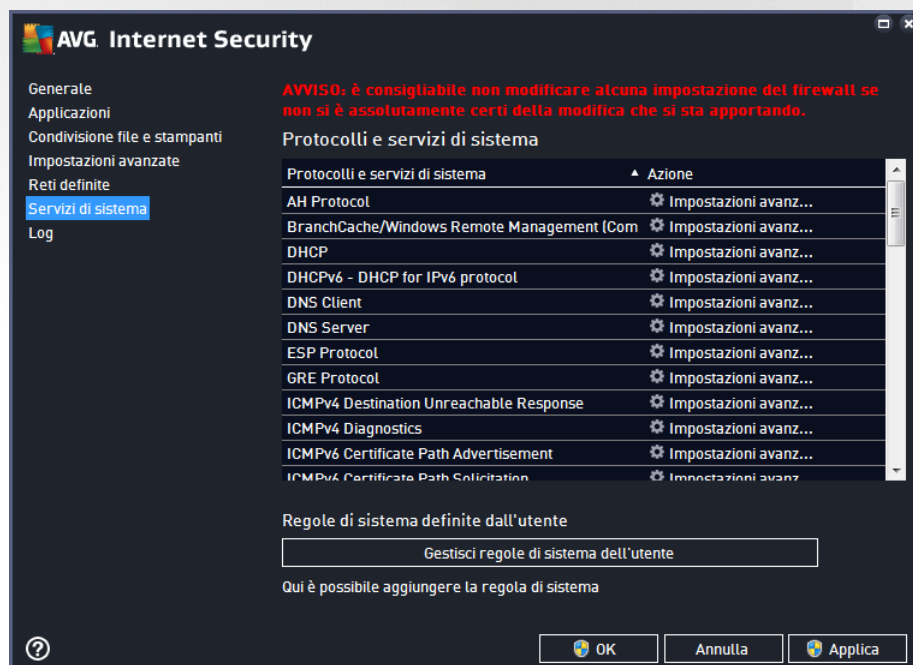 AVG. Internet Security
Generale
Applicazioni
Condivisione file e stampanti
Impostazioni avanzate
Reti definite
Servizi di sistema
Log
AVVISO: è consigliabile non modificare alcuna impostazione del firewall se
non si è assolutamente certi della modifica che si sta apportando.
Protocolli e servizi di sistema
Protocolli e servizi di sistema Azione
AH Protocol Impostazioni avanz...
BranchCache/Windows Remote Management (Com Impostazioni avanz...
DHCP Impostazioni avanz...
DHCPv6 - DHCP for IPv6 protocol Impostazioni avanz...
DNS Client Impostazioni avanz...
DNS Server Impostazioni avanz...
ESP Protocol Impostazioni avanz...
GRE Protocol Impostazioni avanz...
ICMPv4 Destination Unreachable Response Impostazioni avanz...
ICMPv4 Diagnostics Impostazioni avanz...
ICMPv6 Certificate Path Advertisement Impostazioni avanz...
ICMPv6 Certificate Path Solicitation Impostazioni avanz...
Regole di sistema definite dall'utente
Gestisci regole di sistema dell'utente
Qui è possibile aggiungere la regola di sistema
? OK Annulla Applica